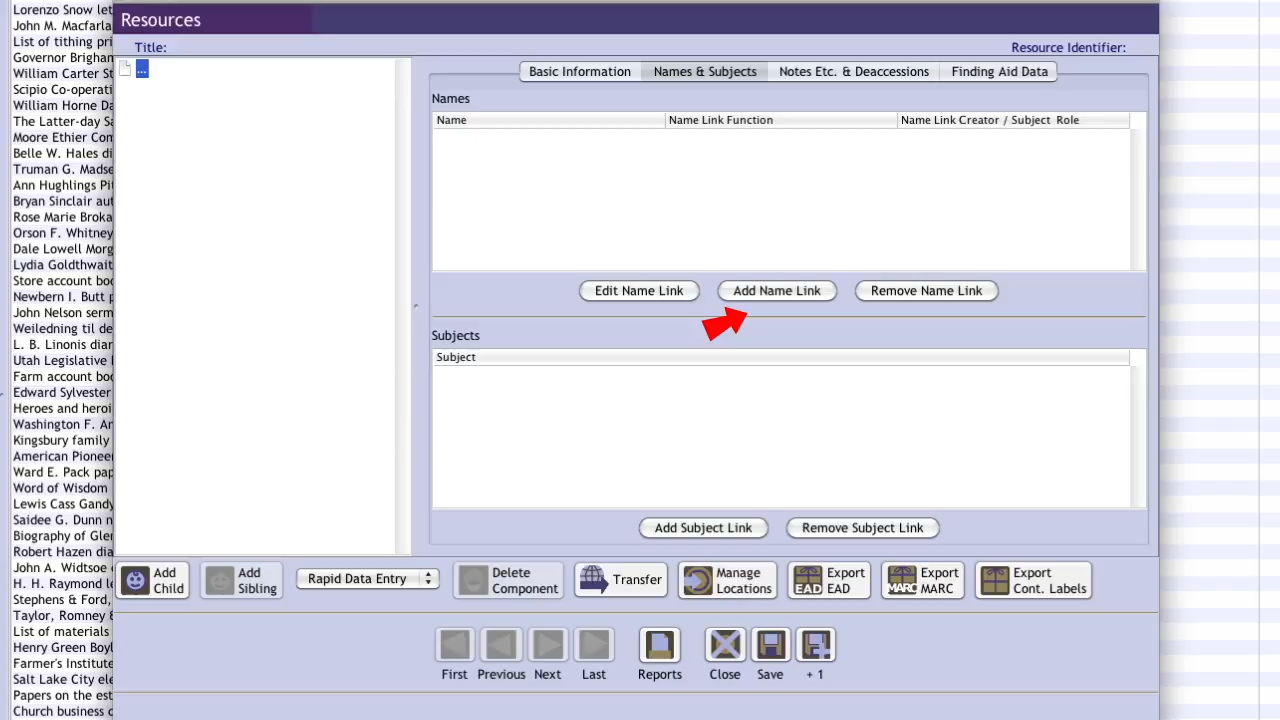 Resources
Title:
Resource Identifier:
...
Basic Information
Names & Subjects
Notes Etc. & Deaccessions
Finding Aid Data
Names
Name
Name Link Function
Name Link Creator / Subject Role
Edit Name Link
Add Name Link
Remove Name Link
Subjects
Subject
Add Subject Link
Remove Subject Link
Add
Child
Add
Sibling
Rapid Data Entry
Delete
Component
Transfer
Manage
Locations
EAD
Export
EAD
MARC
Export
MARC
Export
Cont. Labels
First
Previous
Next
Last
Reports
Close
Save
+ 1
Lorenzo Snow let
John M. Macfarla
List of tithing pri
Governor Brigham
William Carter St
Scipio Co-operati
William Horne Da
The Latter-day Sa
Moore Ethier Com
Belle W. Hales di
Truman G. Madse
Ann Hughlings Pi
Bryan Sinclair aut
Rose Marie Broka
Orson F. Whitney
Dale Lowell Morg
Lydia Goldthwait
Store account boo
Newbern I. Butt p
John Nelson serm
Weiledning til de
L. B. Linonis diar
Utah Legislative
Farm account boo
Edward Sylvester
Heroes and heroi
Washington F. An
Kingsbury family
American Pioneer
Ward E. Pack pap
Word of Wisdom
Lewis Cass Gandy
Saidee G. Dunn n
Biography of Glen
Robert Hazen dia
John A. Widtsoe
H. H. Raymond le
Stephens & Ford,
Taylor, Romney &
List of materials
Henry Green Boyl
Farmer's Institute
Salt Lake City ele
Papers on the est
Church business c